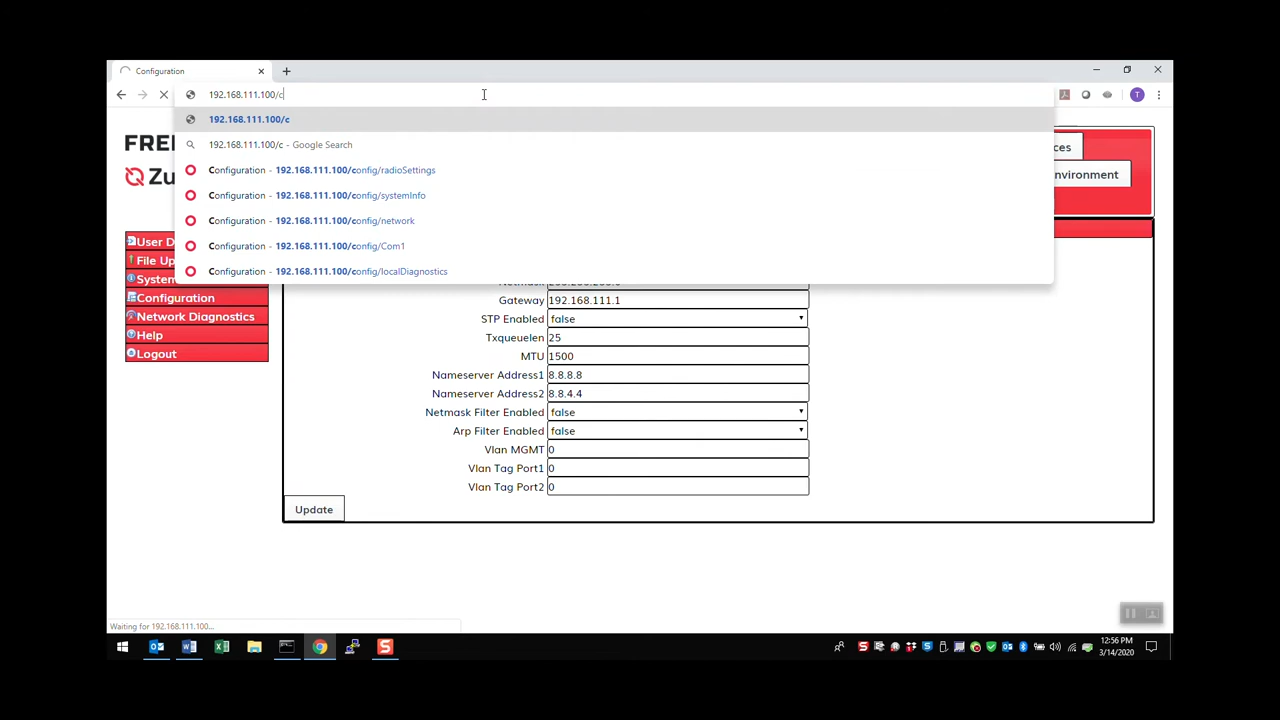 Configuration
192.168.111.100/c
192.168.111.100/c
192.168.111.100/c - Google Search
Configuration - 192.168.111.100/config/radioSettings
Configuration - 192.168.111.100/config/systemInfo
Configuration - 192.168.111.100/config/network
Configuration - 192.168.111.100/config/Com1
Configuration - 192.168.111.100/config/localDiagnostics
T
FREE
Zu
ces
nvironment
User D
File Up
System
Configuration
Network Diagnostics
Help
Logout
Gateway 192.168.111.1
STP Enabled false
Txqueuelen 25
MTU 1500
Nameserver Address1 8.8.8.8
Nameserver Address2 8.8.4.4
Netmask Filter Enabled false
Arp Filter Enabled false
Vlan MGMT 0
Vlan Tag Port1 0
Vlan Tag Port2 0
Update
Waiting for 192.168.111.100...
12:56 PM
3/14/2020